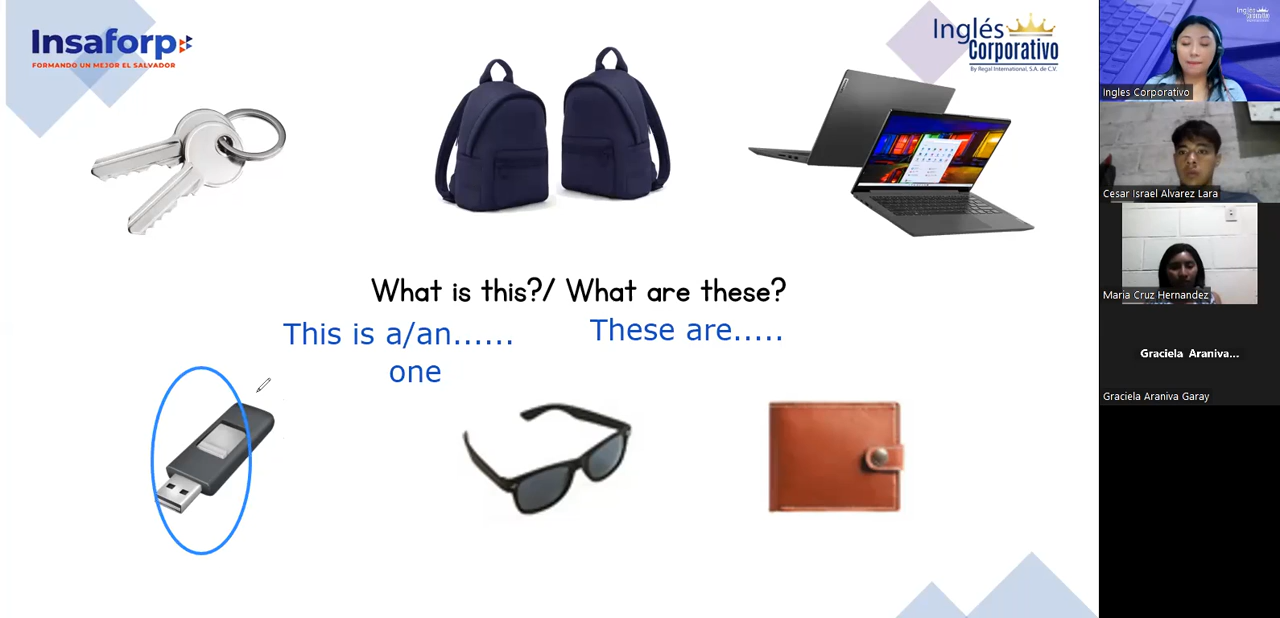 Insaforp
FORMANDO UN MEJOR EL SALVADOR
Inglés
Corporativo
By Regal International, S.A. de C.V.
What is this?/ What are these?
This is a/an......
These are.....
one
Ingles Corporativo
Cesar Israel Alvarez Lara
Maria Cruz Hernandez
Graciela Araniva...
Graciela Araniva Garay